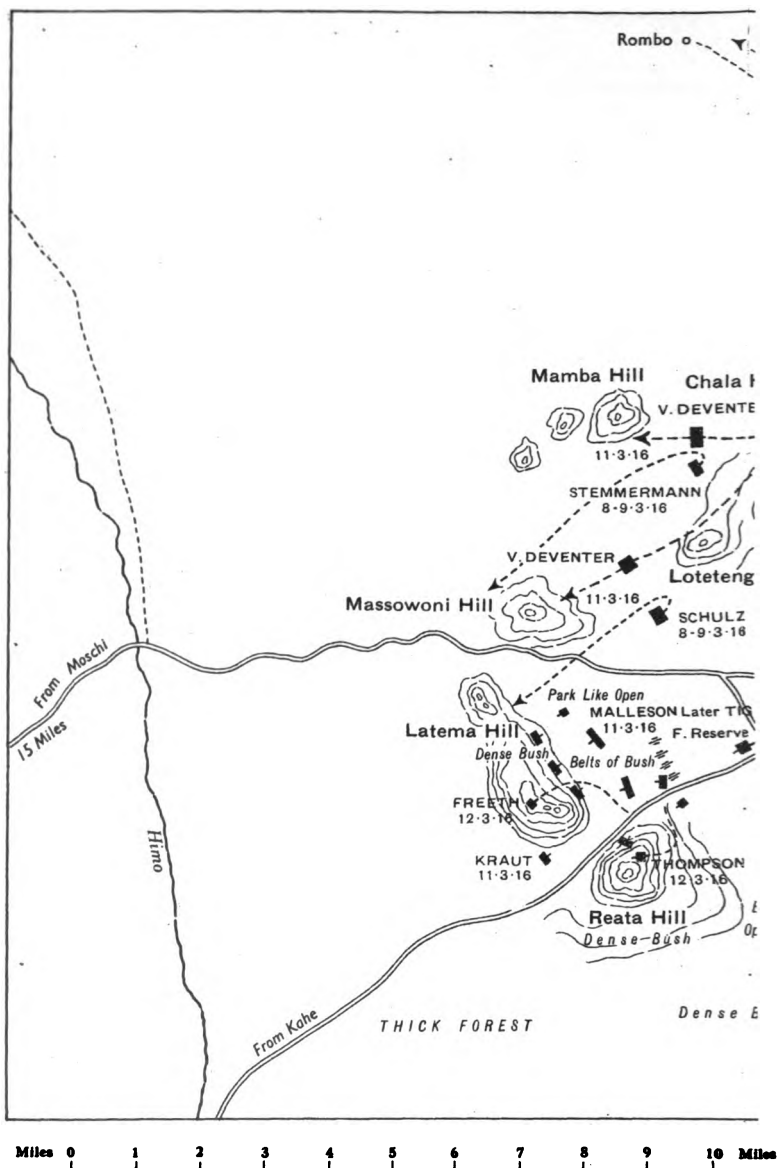 Rombo
Mamba Hill
Chala H
V. DEVENTE
11·3·16
STEMMERMANN
8-9·3·16
V. DEVENTER
Loteteng
11·3·16
Massowoni Hill
SCHULZ
8-9·3·16
From Moschi
15 Miles
Park Like Open
MALLESON Later TIG
11·3·16
F. Reserve
Latema Hill
Dense Bush
Belts of Bush
FREETH
12·3·16
Himo
KRAUT
11·3·16
THOMPSON
12·3·16
Reata Hill
Dense Bush
Op
From Kahe
THICK FOREST
Dense B
Miles 0 1 2 3 4 5 6 7 8 9 10 Miles